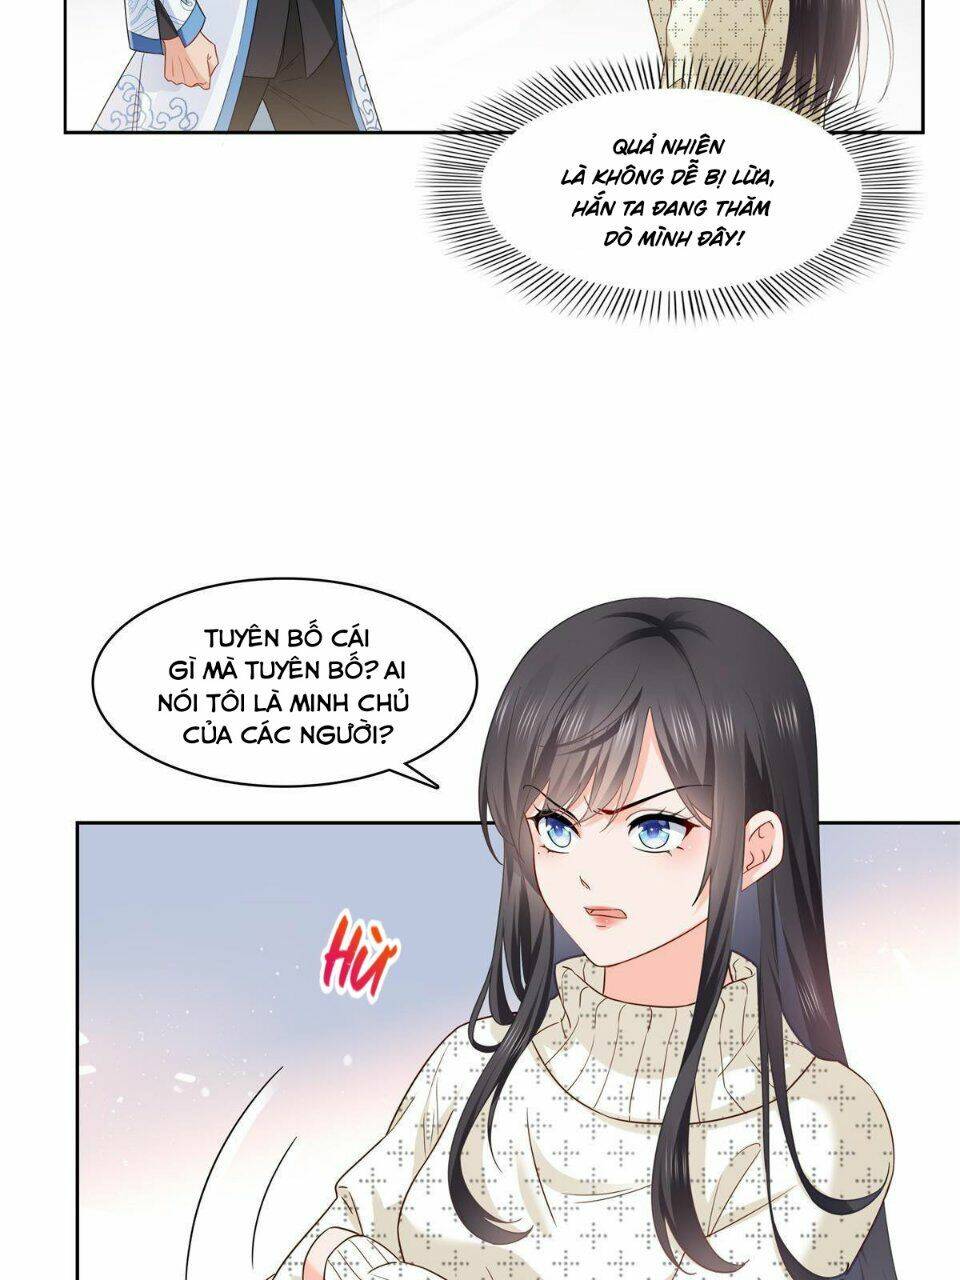 QUẢ NHIÊN
LÀ KHÔNG DỄ BỊ LỪA,
HẮN TA ĐANG THĂM
DÒ MÌNH ĐÂY!
TUYÊN BỐ CÁI
GÌ MÀ TUYÊN BỐ? AI
NÓI TÔI LÀ MINH CHỦ
CỦA CÁC NGƯỜI?
HỪ